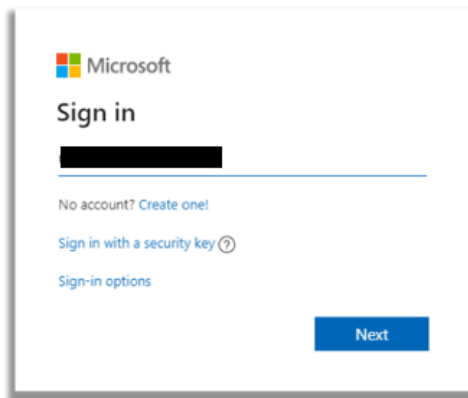 Microsoft
Sign in
No account? Create one!
Sign in with a security key ?
Sign-in options
Next